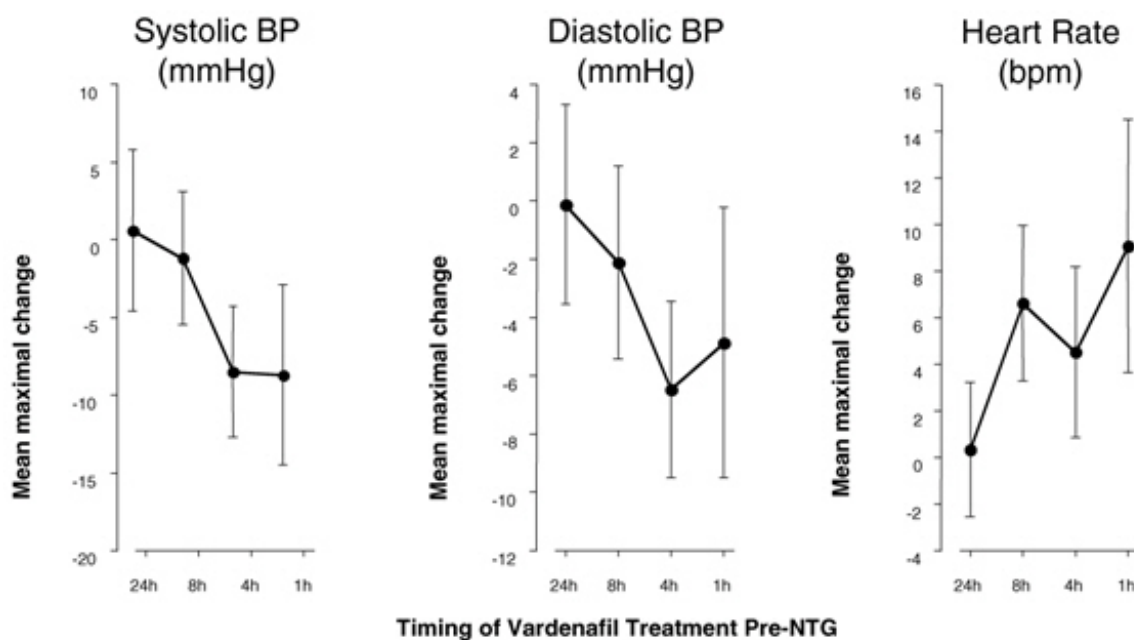 Systolic BP
(mmHg)
Diastolic BP
(mmHg)
Heart Rate
(bpm)
Mean maximal change
10
5
0
-5
-10
-15
-20
24h 8h 4h 1h
Mean maximal change
4
2
0
-2
-4
-6
-8
-10
-12
24h 8h 4h 1h
Mean maximal change
16
14
12
10
8
6
4
2
0
-2
-4
24h 8h 4h 1h
Timing of Vardenafil Treatment Pre-NTG